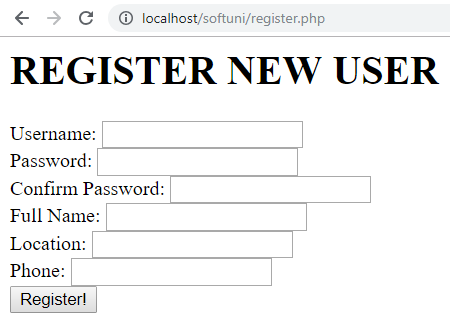 localhost/softuni/register.php
REGISTER NEW USER
Username:
Password:
Confirm Password:
Full Name:
Location:
Phone:
Register!